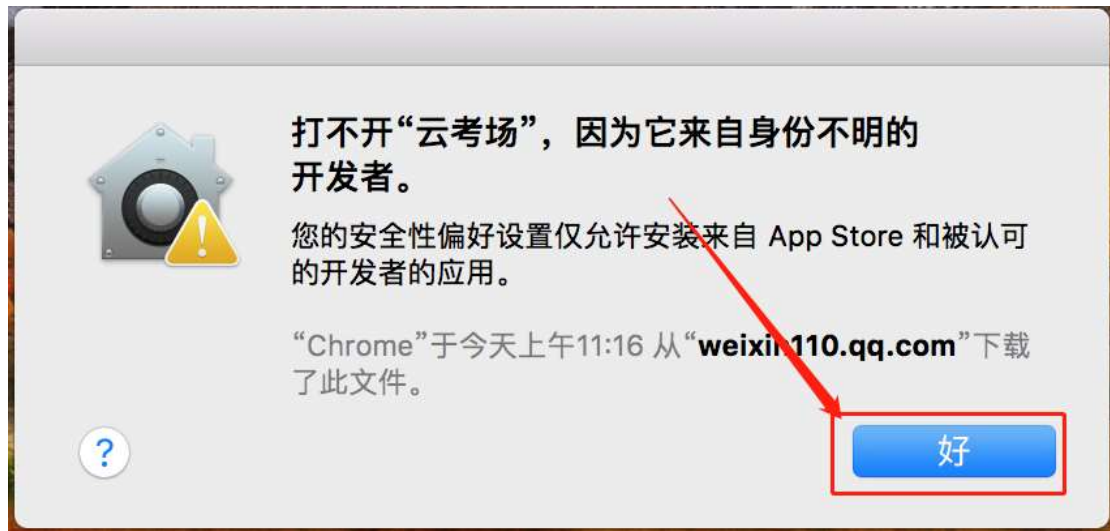 打不开“云考场”，因为它来自身份不明的
开发者。
您的安全性偏好设置仅允许安装来自 App Store 和被认可
的开发者的应用。
“Chrome”于今天上午11:16 从“weixin110.qq.com”下载
了此文件。
?
好